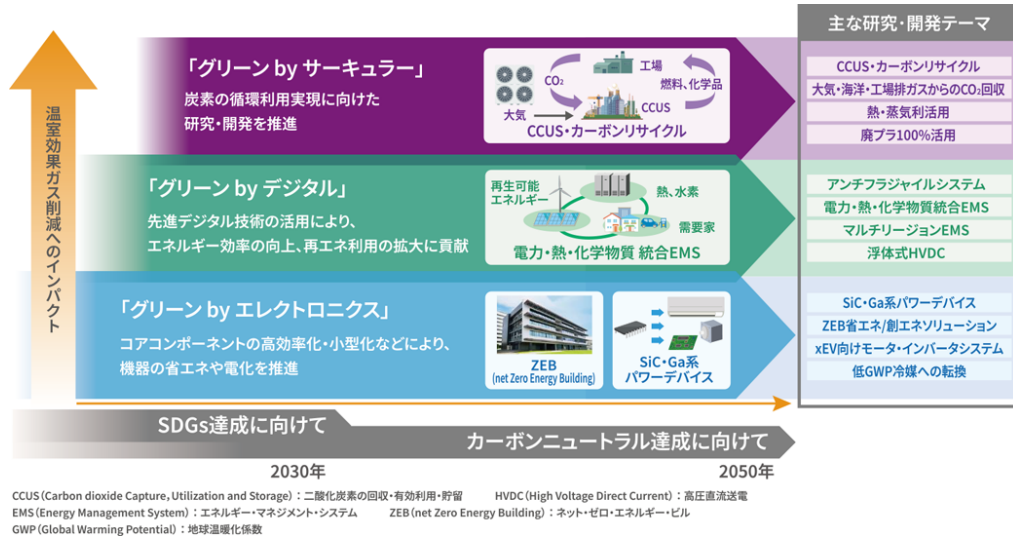 主な研究・開発テーマ
温室効果ガス削減へのインパクト
「グリーン by サーキュラー」
炭素の循環利用実現に向けた
研究・開発を推進
CO₂
工場
燃料、化学品
大気
CCUS
CCUS・カーボンリサイクル
CCUS・カーボンリサイクル
大気・海洋・工場排ガスからのCO₂回収
熱・蒸気利活用
廃プラ100%活用
「グリーン by デジタル」
先進デジタル技術の活用により、
エネルギー効率の向上、再エネ利用の拡大に貢献
再生可能
エネルギー
熱、水素
需要家
電力・熱・化学物質 統合EMS
アンチフラジャイルシステム
電力・熱・化学物質統合EMS
マルチリージョンEMS
浮体式HVDC
「グリーン by エレクトロニクス」
コアコンポーネントの高効率化・小型化などにより、
機器の省エネや電化を推進
ZEB
(net Zero Energy Building)
SiC・Ga系
パワーデバイス
SiC・Ga系パワーデバイス
ZEB省エネ/創エネソリューション
xEV向けモータ・インバータシステム
低GWP冷媒への転換
SDGs達成に向けて
カーボンニュートラル達成に向けて
2030年
2050年
CCUS（Carbon dioxide Capture, Utilization and Storage）：二酸化炭素の回収・有効利用・貯留 HVDC（High Voltage Direct Current）：高圧直流送電
EMS（Energy Management System）：エネルギー・マネジメント・システム ZEB（net Zero Energy Building）：ネット・ゼロ・エネルギー・ビル
GWP（Global Warming Potential）：地球温暖化係数